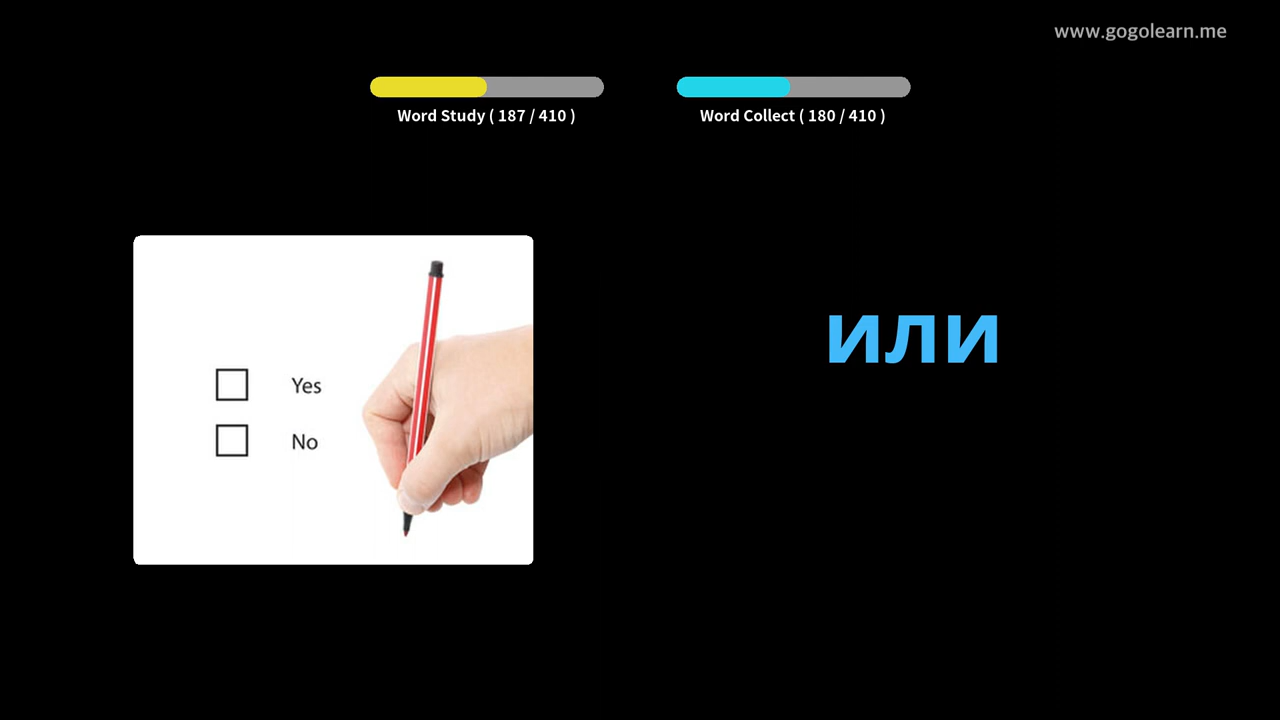 www.gogolearn.me
Word Study ( 187 / 410 )
Word Collect ( 180 / 410 )
Yes
No
или